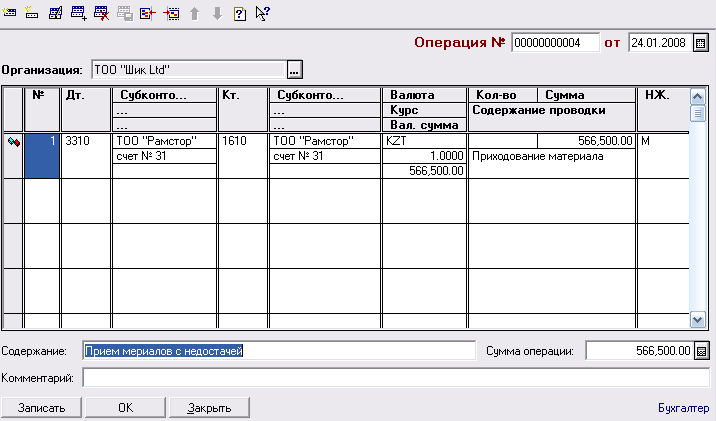 Операция № 00000000004 от 24.01.2008
Организация: ТОО "Шик Ltd" ...
№ Дт. Субконто... Кт. Субконто... Валюта Кол-во Сумма НЖ.
... ... Курс Содержание проводки
... ... Вал. сумма
1 3310 ТОО "Рамстор" 1610 ТОО "Рамстор" KZT 566,500.00 М
счет № 31 счет № 31 1.0000 Приходование материала
566,500.00
Содержание: Прием мериалов с недостачей Сумма операции: 566,500.00
Комментарий:
Записать OK Закрыть Бухгалтер